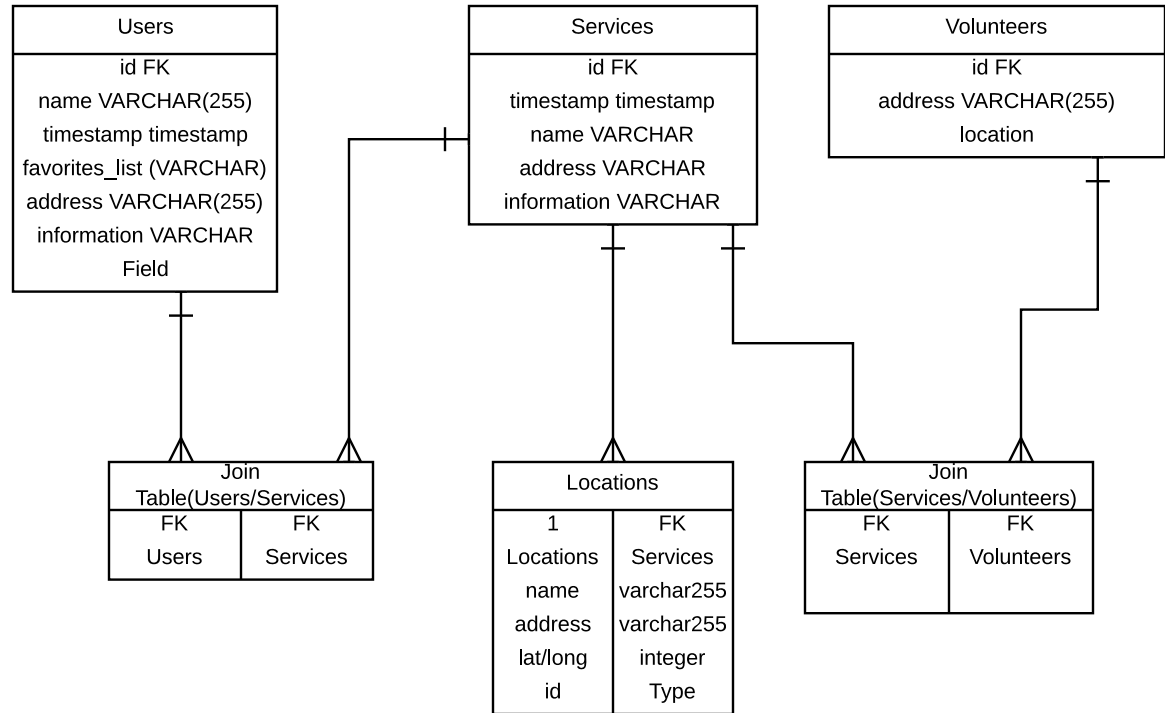 Users
id FK
name VARCHAR(255)
timestamp timestamp
favorites_list (VARCHAR)
address VARCHAR(255)
information VARCHAR
Field
Services
id FK
timestamp timestamp
name VARCHAR
address VARCHAR
information VARCHAR
Volunteers
id FK
address VARCHAR(255)
location
Join
Table(Users/Services)
FK FK
Users Services
Locations
1 FK
Locations Services
name varchar255
address varchar255
lat/long integer
id Type
Join
Table(Services/Volunteers)
FK FK
Services Volunteers